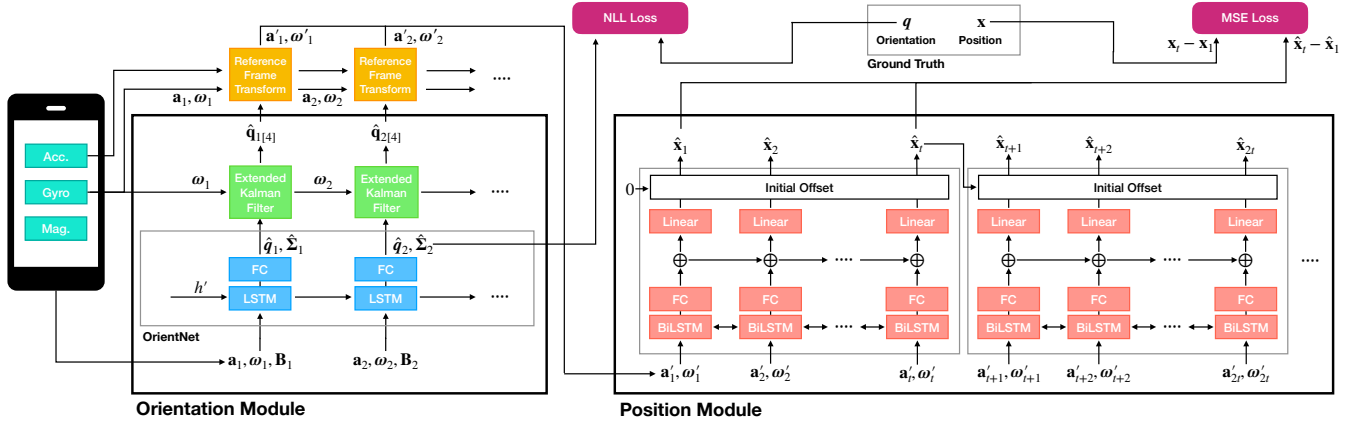 NLL Loss
MSE Loss
q x
Orientation Position
Ground Truth
𝐱ₜ − 𝐱₁
x̂ₜ − x̂₁
a′₁, ω′₁ a′₂, ω′₂
Reference Frame Transform
Reference Frame Transform
....
a₁, ω₁ a₂, ω₂
Acc.
Gyro
Mag.
q̂₁[4] q̂₂[4]
ω₁
Extended Kalman Filter
ω₂
Extended Kalman Filter
....
q̂₁, Σ̂₁ q̂₂, Σ̂₂
FC FC
h′ LSTM LSTM ....
OrientNet
a₁, ω₁, B₁ a₂, ω₂, B₂
Orientation Module
x̂₁ x̂₂ x̂ₜ x̂ₜ₊₁ x̂ₜ₊₂ x̂₂ₜ
0 Initial Offset Initial Offset
Linear Linear Linear Linear Linear Linear
⊕ ⊕ .... ⊕ ⊕ ⊕ .... ⊕ ....
FC FC FC FC FC FC
BiLSTM BiLSTM .... BiLSTM BiLSTM BiLSTM .... BiLSTM
a′₁, ω′₁ a′₂, ω′₂ a′ₜ, ω′ₜ a′ₜ₊₁, ω′ₜ₊₁ a′ₜ₊₂, ω′ₜ₊₂ a′₂ₜ, ω′₂ₜ
Position Module